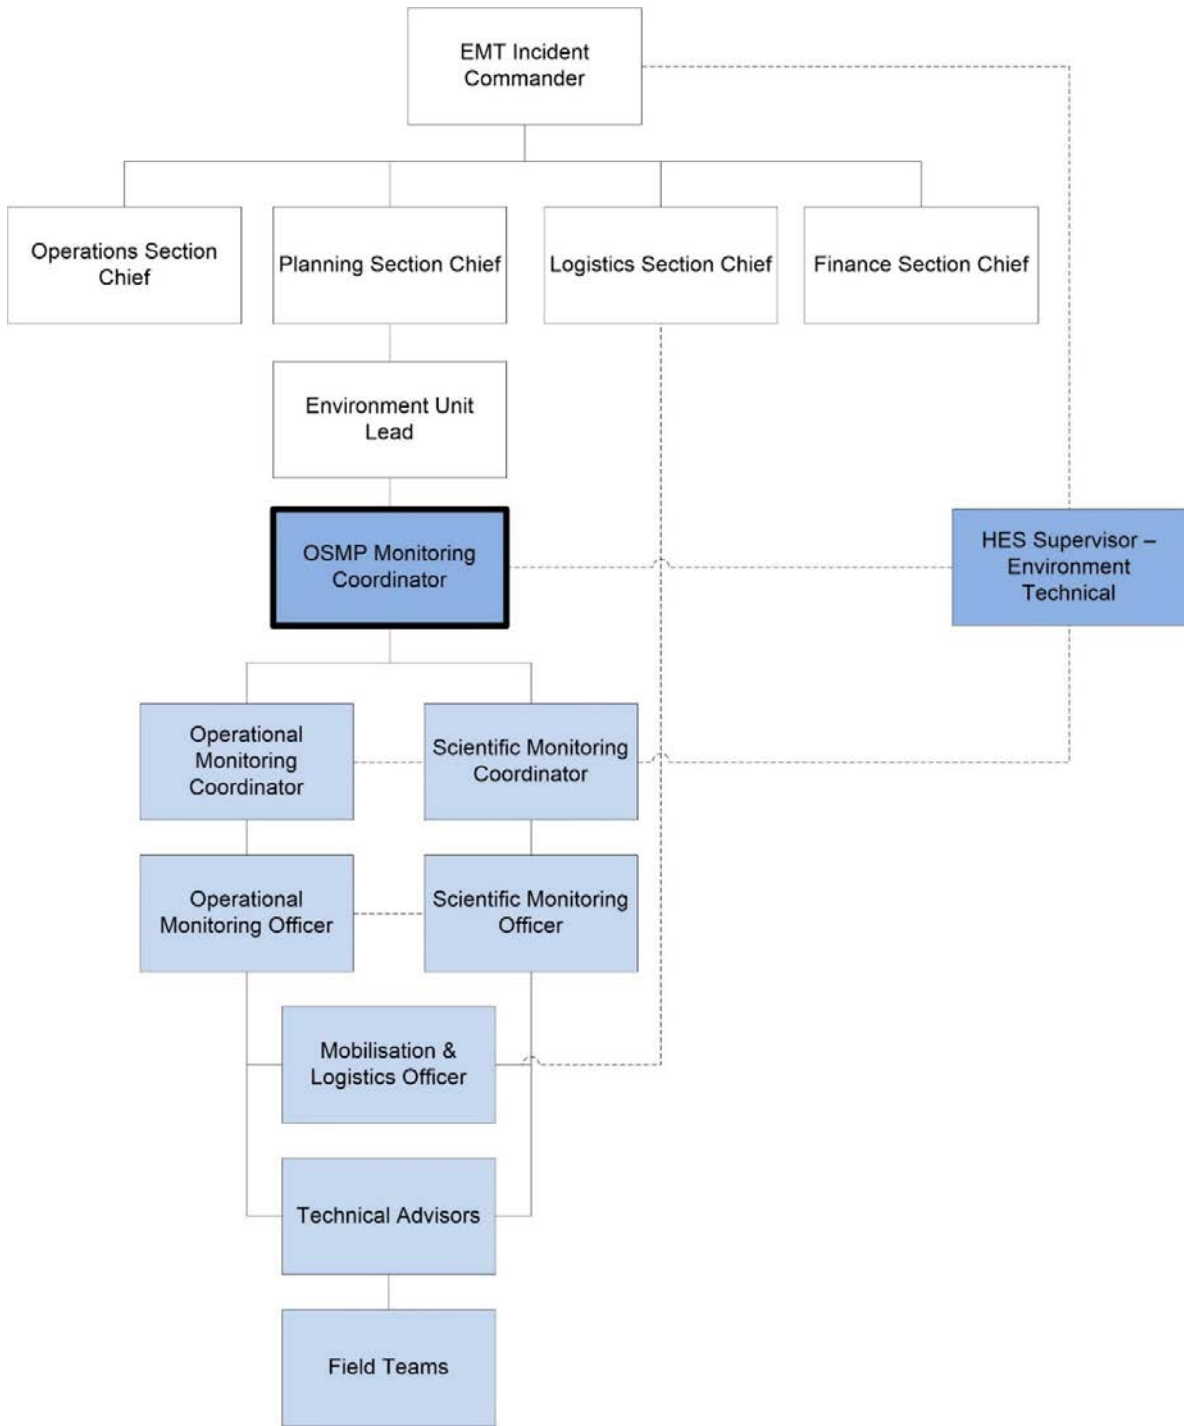 EMT Incident
Commander
Operations Section
Chief
Planning Section Chief
Logistics Section Chief
Finance Section Chief
Environment Unit
Lead
OSMP Monitoring
Coordinator
HES Supervisor –
Environment
Technical
Operational
Monitoring
Coordinator
Scientific Monitoring
Coordinator
Operational
Monitoring Officer
Scientific Monitoring
Officer
Mobilisation &
Logistics Officer
Technical Advisors
Field Teams